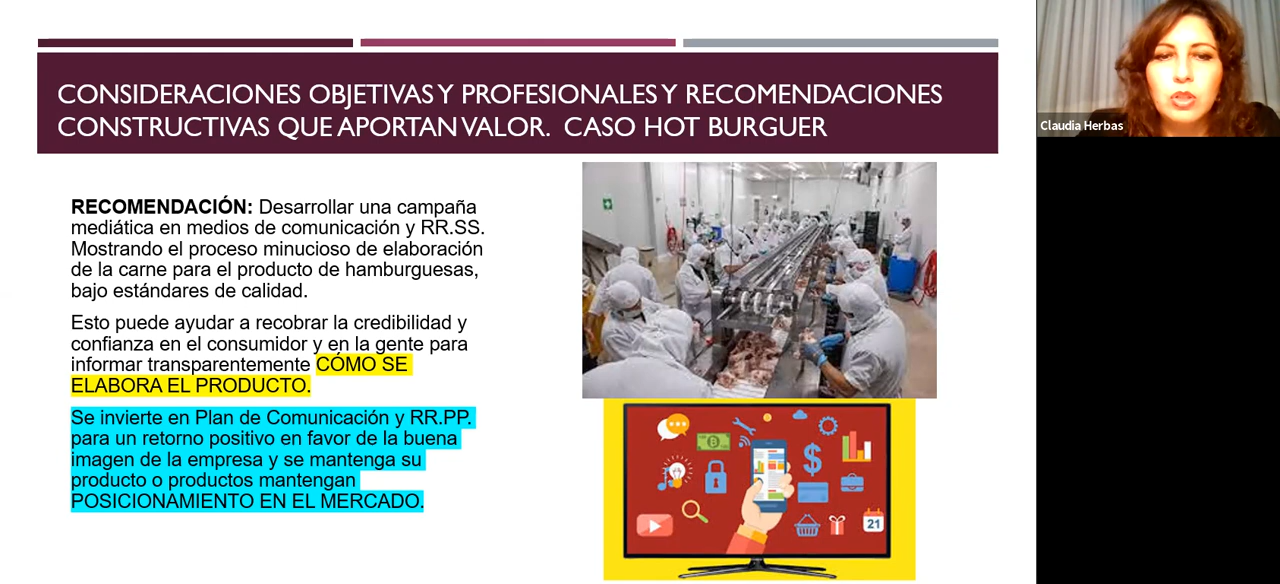 CONSIDERACIONES OBJETIVAS Y PROFESIONALES Y RECOMENDACIONES
CONSTRUCTIVAS QUE APORTAN VALOR. CASO HOT BURGUER
RECOMENDACIÓN: Desarrollar una campaña
mediática en medios de comunicación y RR.SS.
Mostrando el proceso minucioso de elaboración
de la carne para el producto de hamburguesas,
bajo estándares de calidad.
Esto puede ayudar a recobrar la credibilidad y
confianza en el consumidor y en la gente para
informar transparentemente CÓMO SE
ELABORA EL PRODUCTO.
Se invierte en Plan de Comunicación y RR.PP.
para un retorno positivo en favor de la buena
imagen de la empresa y se mantenga su
producto o productos mantengan
POSICIONAMIENTO EN EL MERCADO.
21
Claudia Herbas